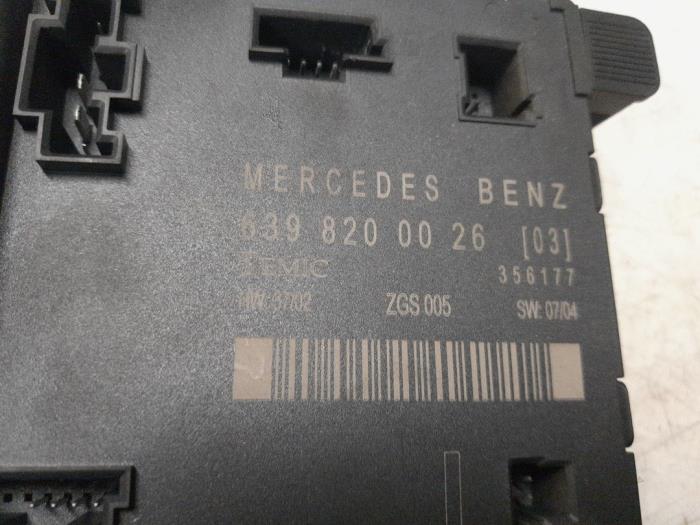 MERCEDES BENZ
639 820 00 26 [03]
TEMIC 356177
HW: 37/02 ZGS 005 SW: 07/04